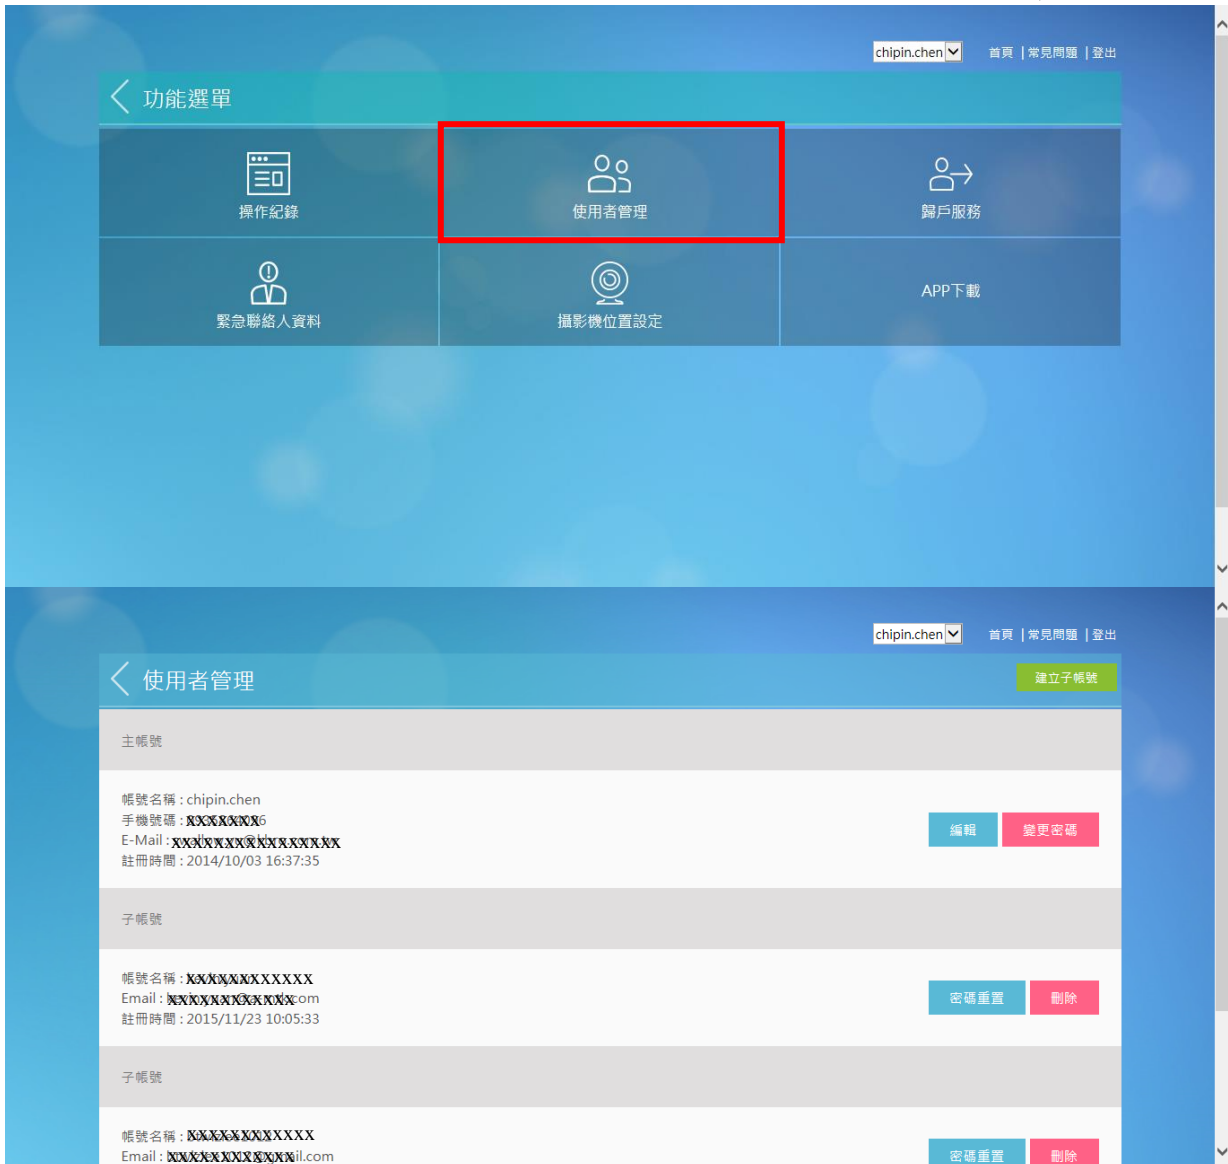 chipin.chen 首頁 | 常見問題 | 登出
功能選單
操作紀錄
使用者管理
歸戶服務
緊急聯絡人資料
攝影機位置設定
APP下載
chipin.chen 首頁 | 常見問題 | 登出
使用者管理
建立子帳號
主帳號
帳號名稱 : chipin.chen
手機號碼 :
E-Mail :
註冊時間 : 2014/10/03 16:37:35
編輯 變更密碼
子帳號
帳號名稱 :
Email :
註冊時間 : 2015/11/23 10:05:33
密碼重置 刪除
子帳號
帳號名稱 :
Email :
密碼重置 刪除